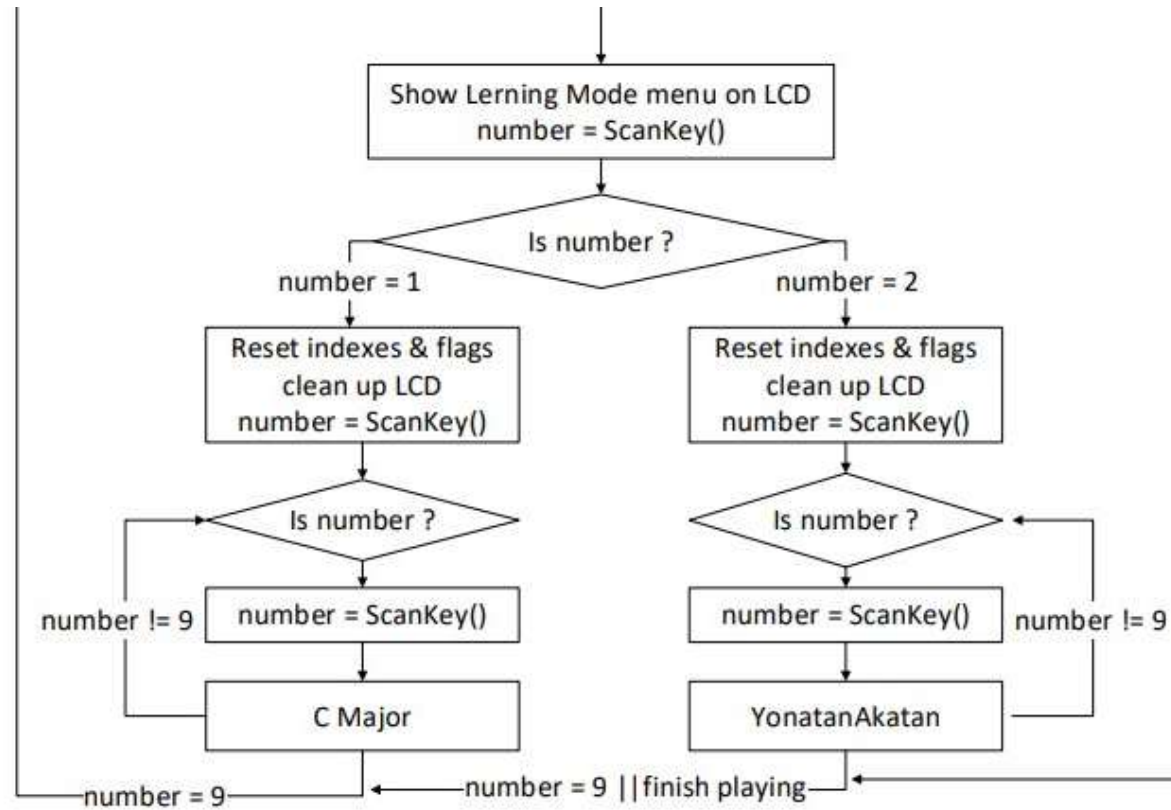 Show Lerning Mode menu on LCD
number = ScanKey()
Is number ?
number = 1
number = 2
Reset indexes & flags
clean up LCD
number = ScanKey()
Reset indexes & flags
clean up LCD
number = ScanKey()
Is number ?
Is number ?
number = ScanKey()
number = ScanKey()
number != 9
number != 9
C Major
YonatanAkatan
number = 9
number = 9 ||finish playing